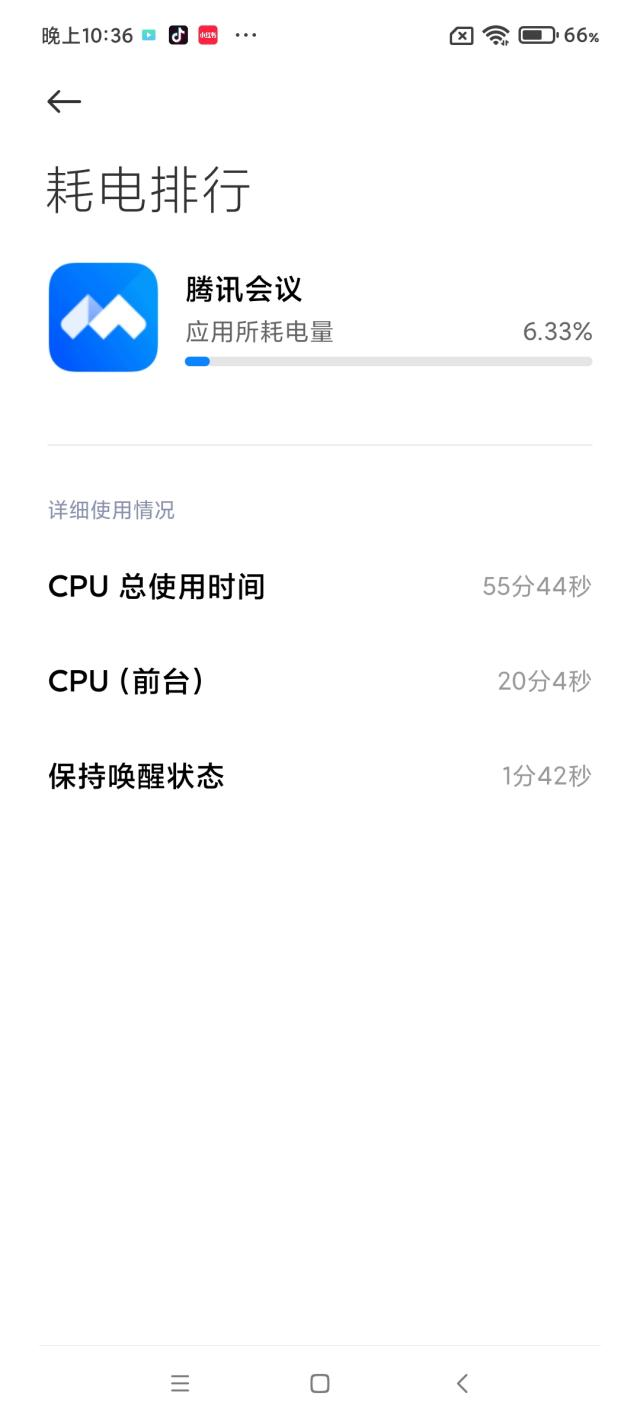 晚上10:36 小红书 ··· 66%
耗电排行
腾讯会议
应用所耗电量 6.33%
详细使用情况
CPU 总使用时间 55分44秒
CPU（前台） 20分4秒
保持唤醒状态 1分42秒